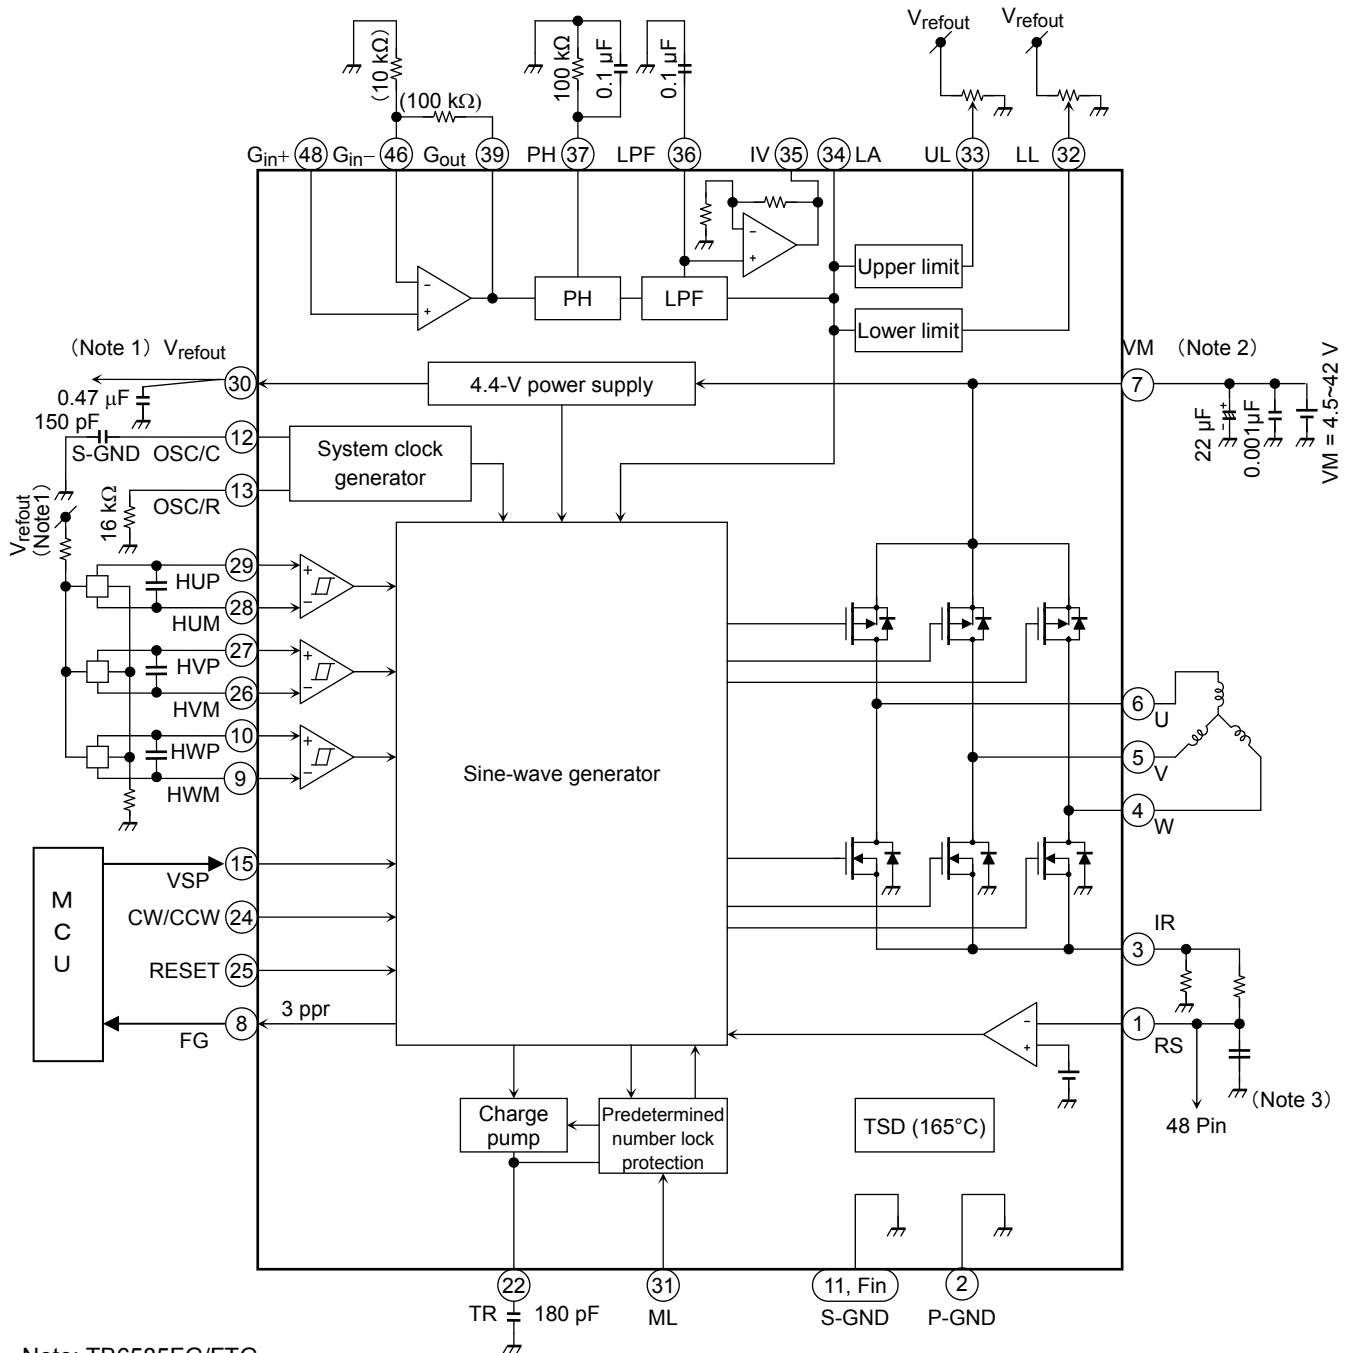 Vrefout
Vrefout
(10 kΩ)
(100 kΩ)
100 kΩ
0.1 µF
0.1 µF
Gin+ 48
Gin− 46
Gout 39
PH 37
LPF 36
IV 35
34 LA
UL 33
LL 32
−
+
−
+
PH
LPF
Upper limit
Lower limit
(Note 1) Vrefout
30
0.47 µF
4.4-V power supply
VM (Note 2)
7
22 µF
+
-
0.001µF
VM = 4.5~42 V
150 pF
S-GND OSC/C
12
System clock
generator
13
OSC/R
16 kΩ
Vrefout
(Note1)
29
HUP
28
HUM
+
−
27
HVP
26
HVM
+
−
10
HWP
9
HWM
+
−
Sine-wave generator
6
U
5
V
4
W
MCU
15
VSP
CW/CCW 24
RESET 25
8
FG
3 ppr
IR
3
1
RS
−
+
(Note 3)
48 Pin
Charge
pump
Predetermined
number lock
protection
TSD (165°C)
22
TR 180 pF
31
ML
11, Fin
S-GND
2
P-GND